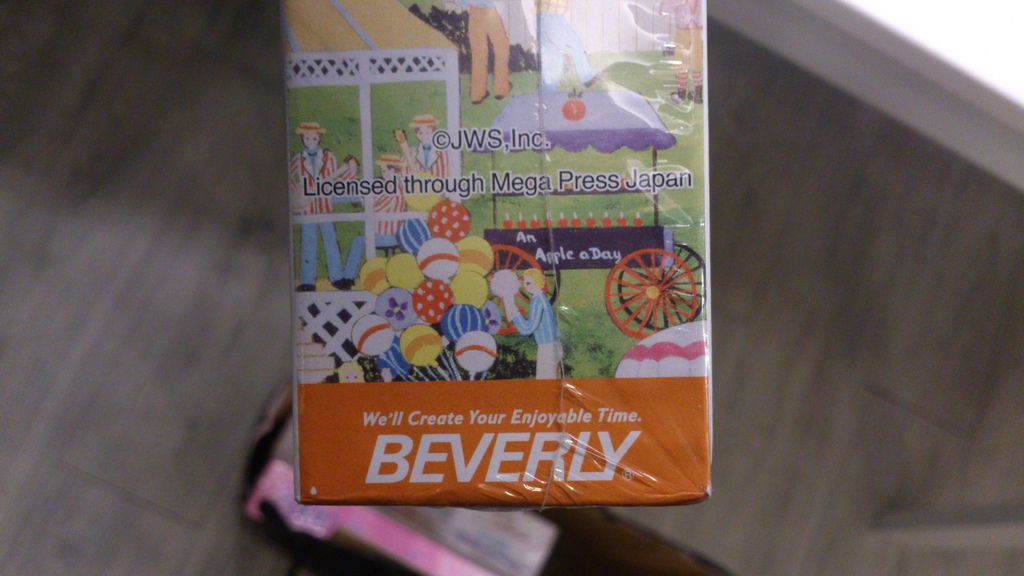 ©JWS,Inc.
Licensed through Mega Press Japan
An
Apple a Day
We'll Create Your Enjoyable Time.
BEVERLY